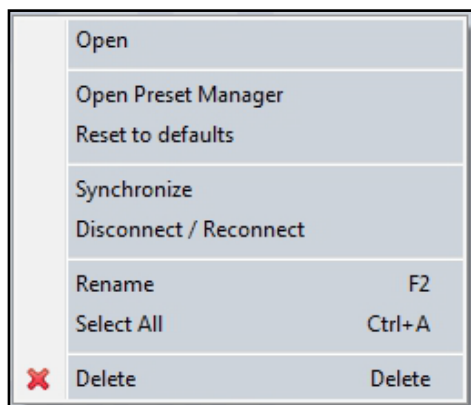 Open
Open Preset Manager
Reset to defaults
Synchronize
Disconnect / Reconnect
Rename F2
Select All Ctrl+A
Delete Delete